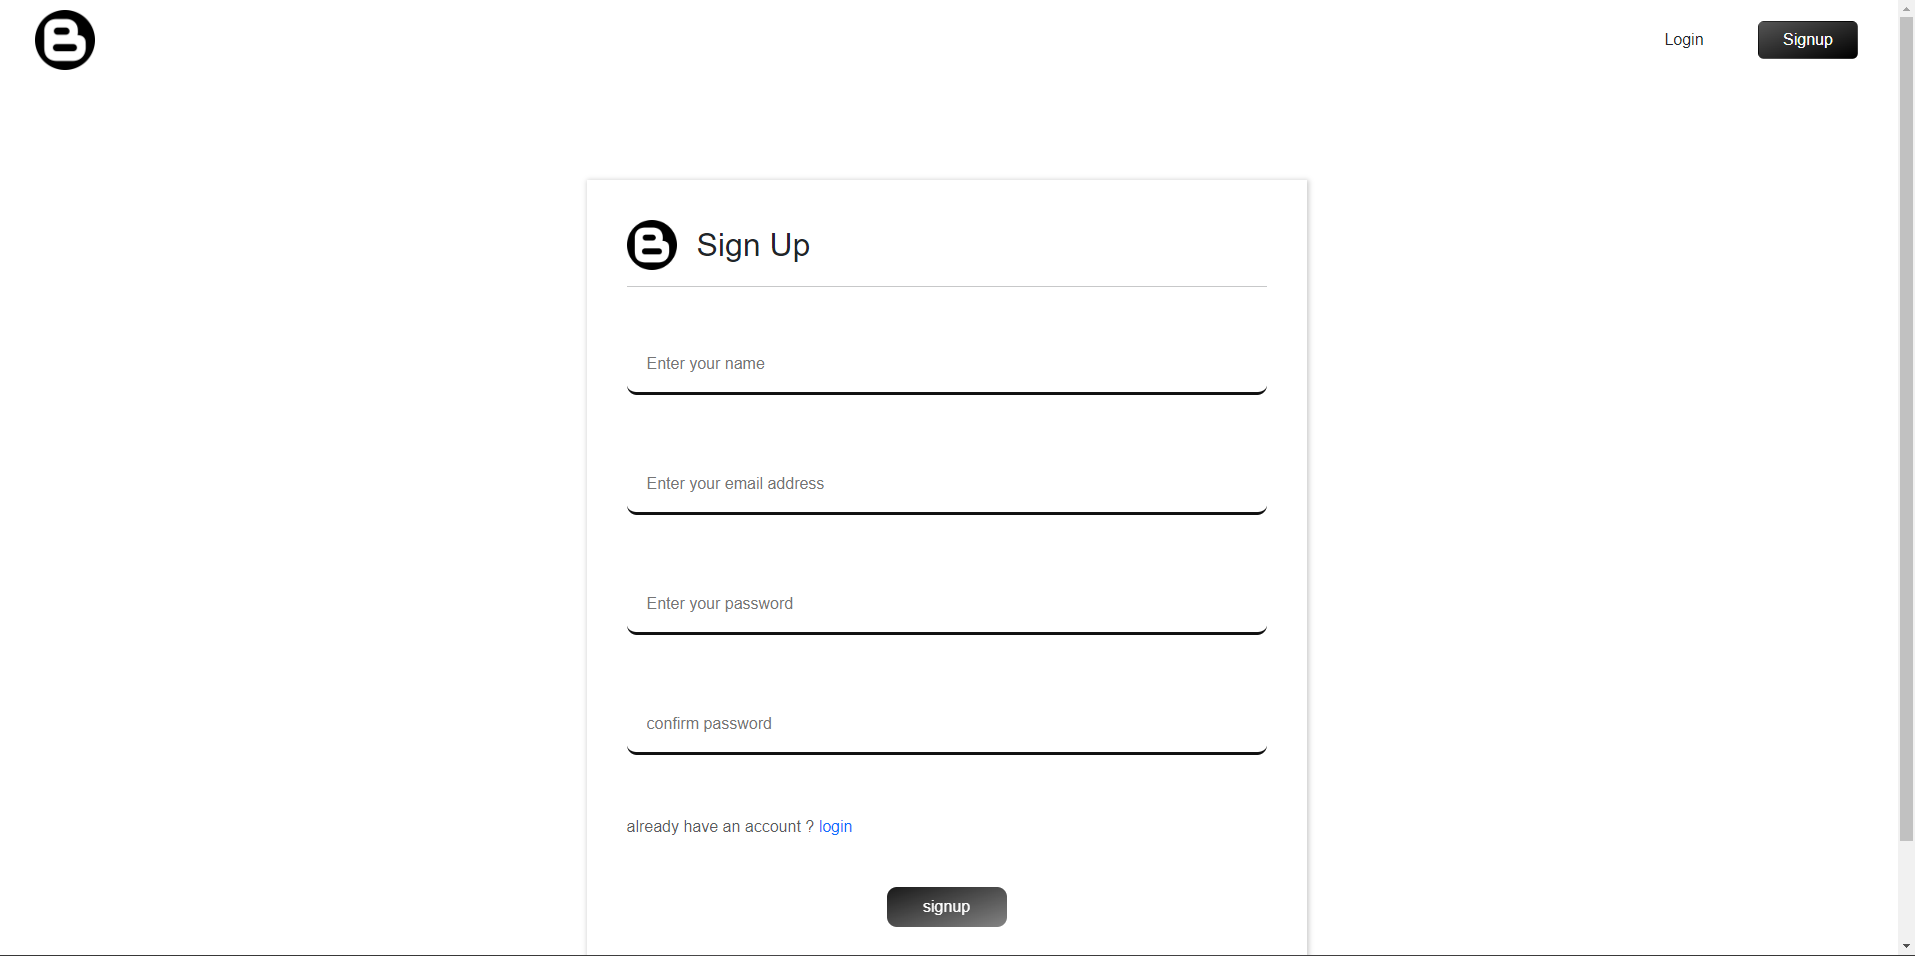 B
Login
Signup
B
Sign Up
Enter your name
Enter your email address
Enter your password
confirm password
already have an account ? login
signup